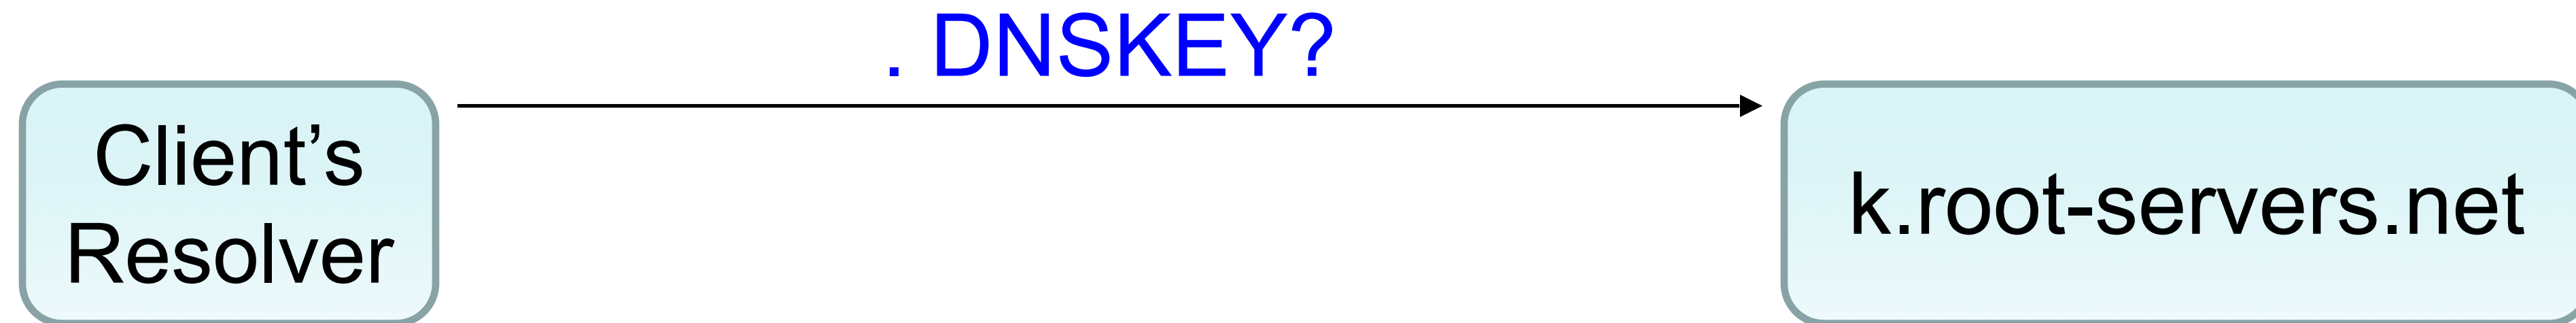 . DNSKEY?
Client’s
Resolver
k.root-servers.net